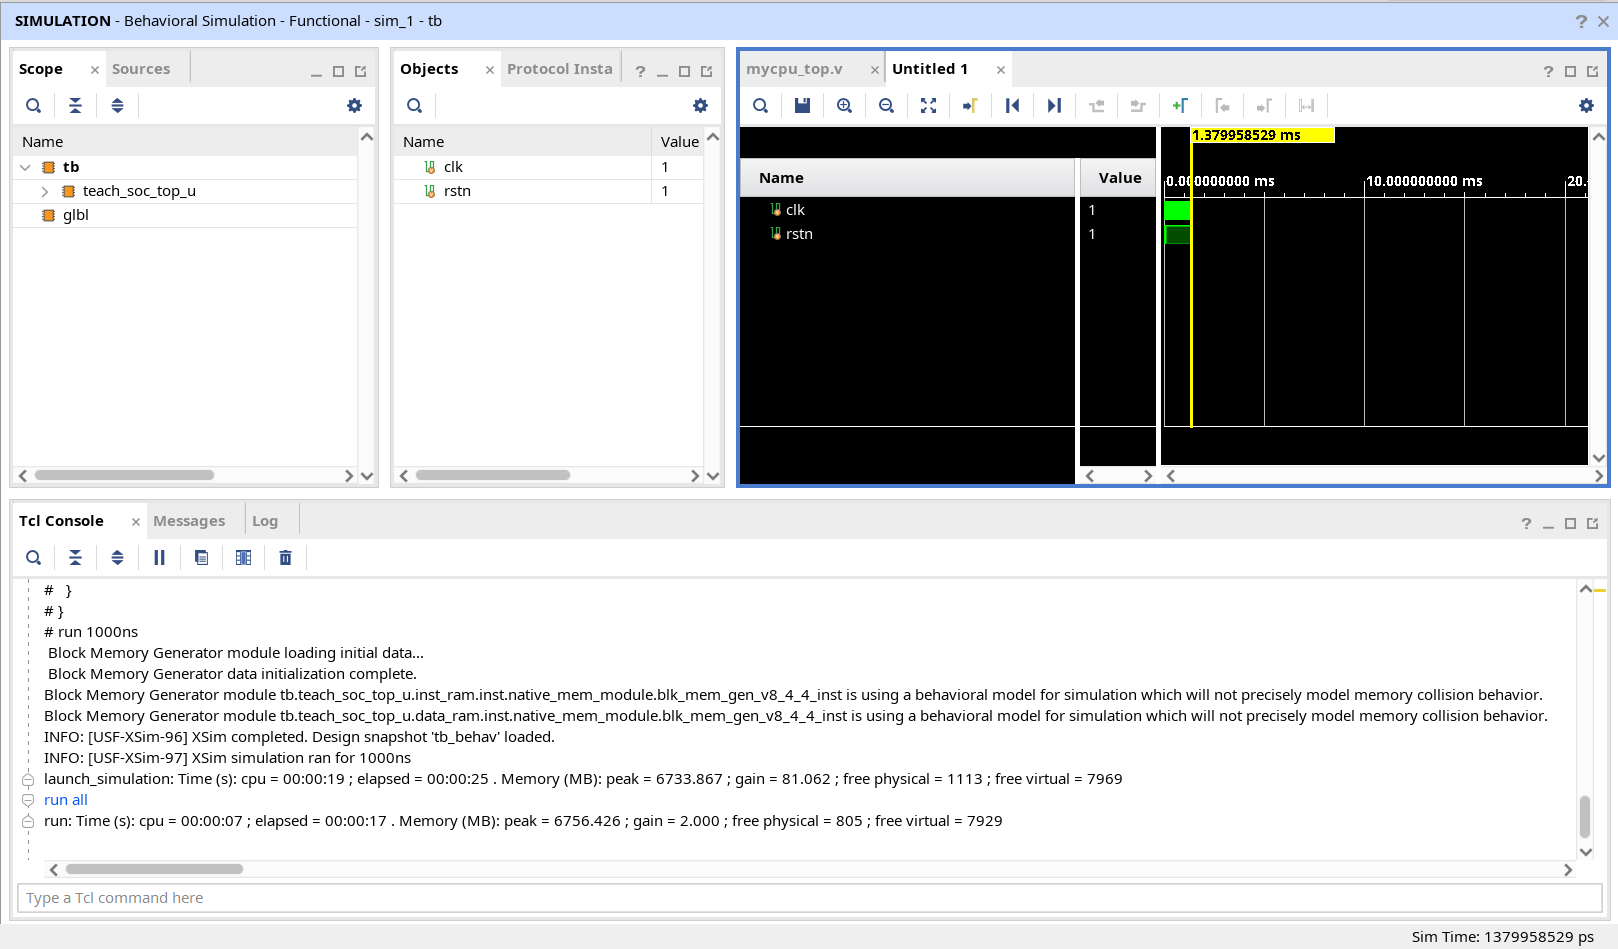 SIMULATION - Behavioral Simulation - Functional - sim_1 - tb
?
Scope
Sources
Name
tb
teach_soc_top_u
glbl
Objects
Protocol Insta
?
Name Value
clk 1
rstn 1
mycpu_top.v
Untitled 1
?
1.379958529 ms
Name Value
0.000000000 ms 10.000000000 ms 20.
clk 1
rstn 1
Tcl Console
Messages
Log
?
# }
# }
# run 1000ns
Block Memory Generator module loading initial data...
Block Memory Generator data initialization complete.
Block Memory Generator module tb.teach_soc_top_u.inst_ram.inst.native_mem_module.blk_mem_gen_v8_4_4_inst is using a behavioral model for simulation which will not precisely model memory collision behavior.
Block Memory Generator module tb.teach_soc_top_u.data_ram.inst.native_mem_module.blk_mem_gen_v8_4_4_inst is using a behavioral model for simulation which will not precisely model memory collision behavior.
INFO: [USF-XSim-96] XSim completed. Design snapshot 'tb_behav' loaded.
INFO: [USF-XSim-97] XSim simulation ran for 1000ns
launch_simulation: Time (s): cpu = 00:00:19 ; elapsed = 00:00:25 . Memory (MB): peak = 6733.867 ; gain = 81.062 ; free physical = 1113 ; free virtual = 7969
run all
run: Time (s): cpu = 00:00:07 ; elapsed = 00:00:17 . Memory (MB): peak = 6756.426 ; gain = 2.000 ; free physical = 805 ; free virtual = 7929
Type a Tcl command here
Sim Time: 1379958529 ps